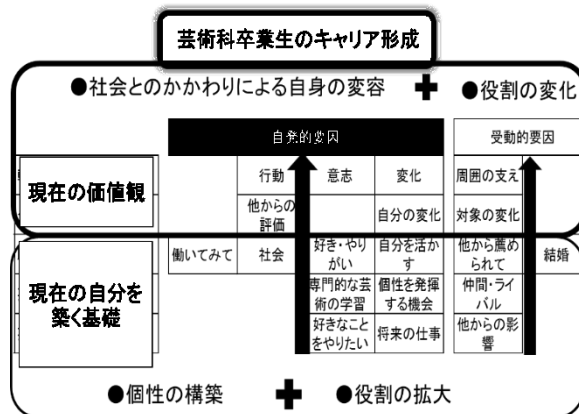 芸術科卒業生のキャリア形成
●社会とのかかわりによる自身の変容 ✚ ●役割の変化
自発的要因 受動的要因
現在の価値観
行動 意志 変化 周囲の支え
他からの
評価
自分の変化 対象の変化
現在の自分を
築く基礎
働いてみて 社会
好き・やり
がい
自分を活か
す
他から薦め
られて
結婚
専門的な芸
術の学習
個性を発揮
する機会
仲間・ライ
バル
好きなこと
をやりたい
将来の仕事
他からの影
響
●個性の構築 ✚ ●役割の拡大